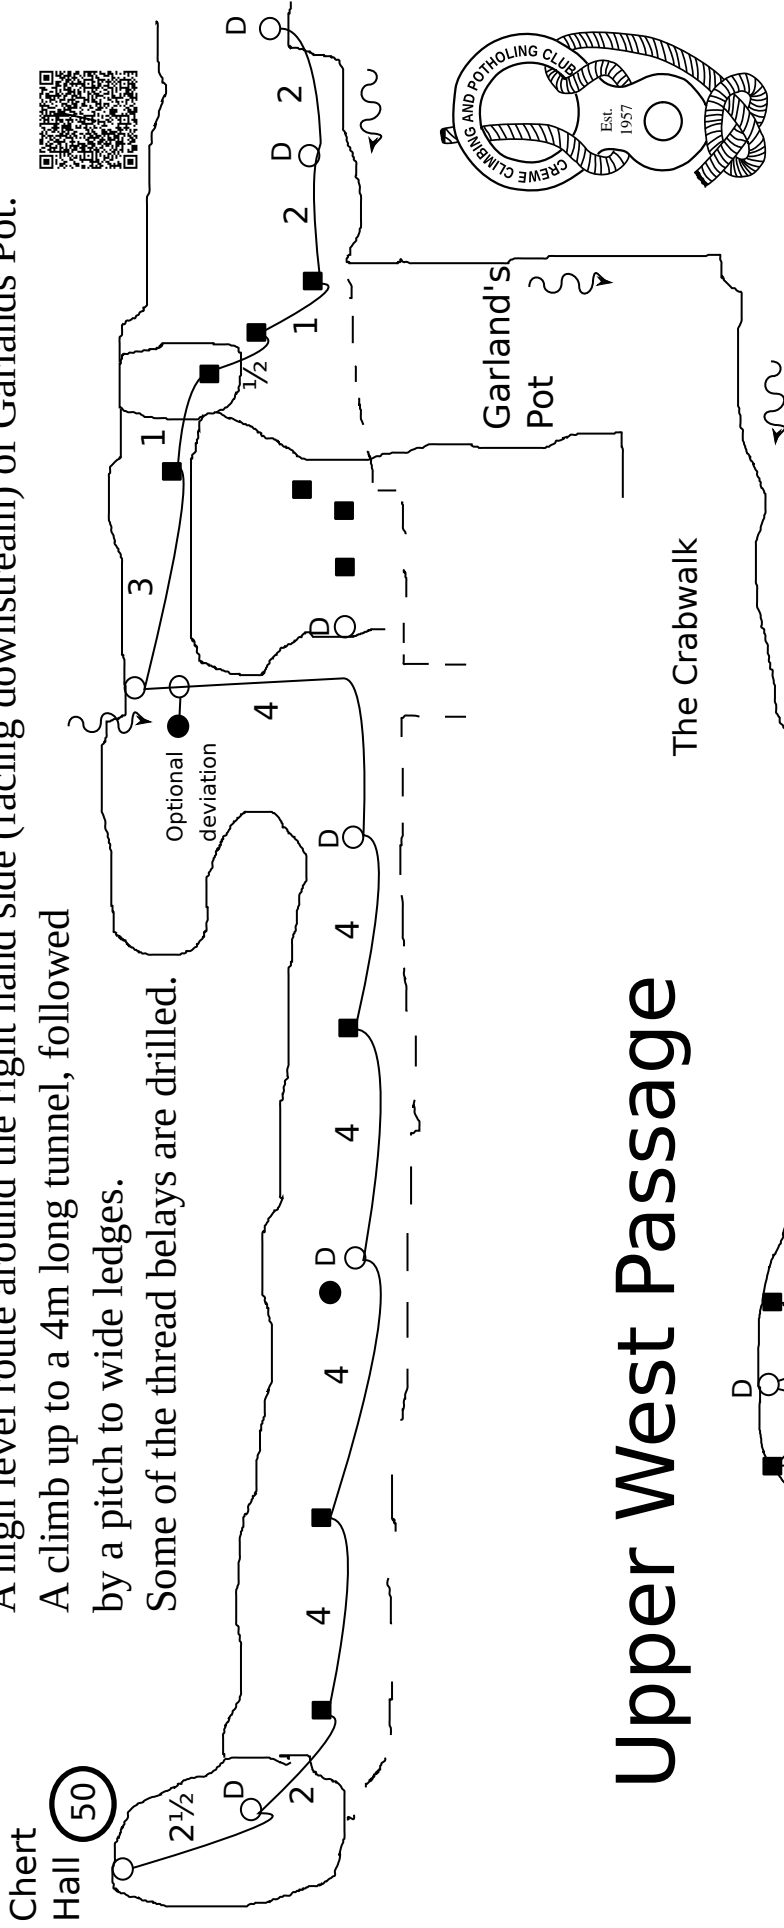 A high level route around the right hand side (facing downstream) of Garlands Pot.
A climb up to a 4m long tunnel, followed
by a pitch to wide ledges.
Some of the thread belays are drilled.
Chert
Hall
50
2½
D
2
4
4
D
4
4
D
Optional
deviation
4
3
D
1
½
1
2
D
2
D
Garland's
Pot
The Crabwalk
Upper West Passage
D
CREWE CLIMBING AND POTHOLING CLUB
Est.
1957